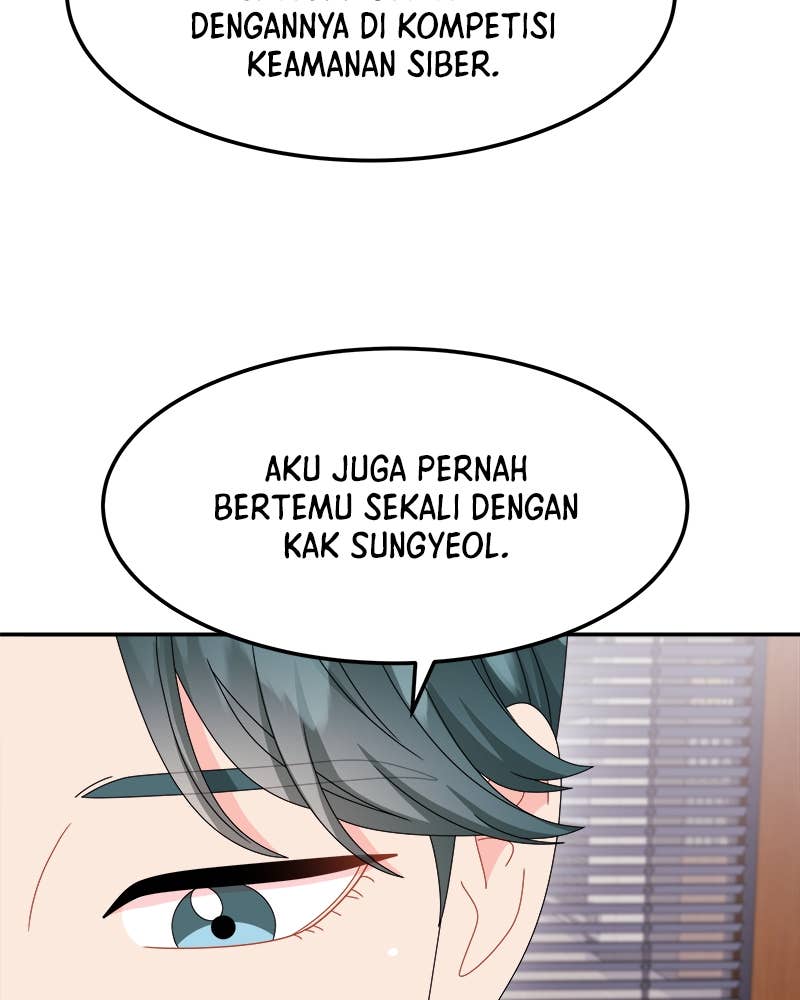 DENGANNYA DI KOMPETISI
KEAMANAN SIBER.
AKU JUGA PERNAH
BERTEMU SEKALI DENGAN
KAK SUNGYEOL.